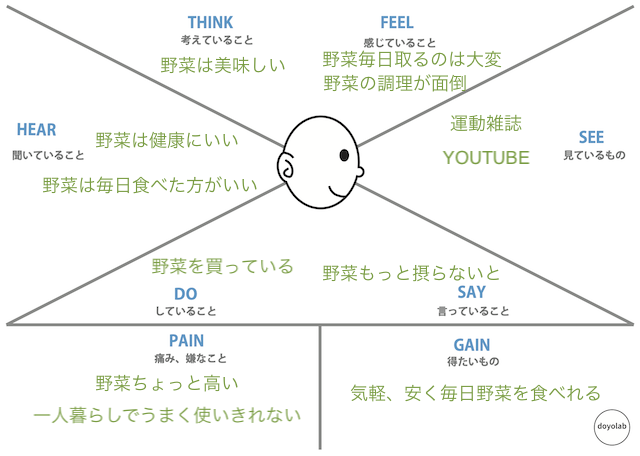 THINK
考えていること
野菜は美味しい
FEEL
感じていること
野菜毎日取るのは大変
野菜の調理が面倒
HEAR
聞いていること
野菜は健康にいい
野菜は毎日食べた方がいい
運動雑誌
YOUTUBE
SEE
見ているもの
野菜を買っている
DO
していること
野菜もっと摂らないと
SAY
言っていること
PAIN
痛み、嫌なこと
野菜ちょっと高い
一人暮らしでうまく使いきれない
GAIN
得たいもの
気軽、安く毎日野菜を食べれる
doyolab